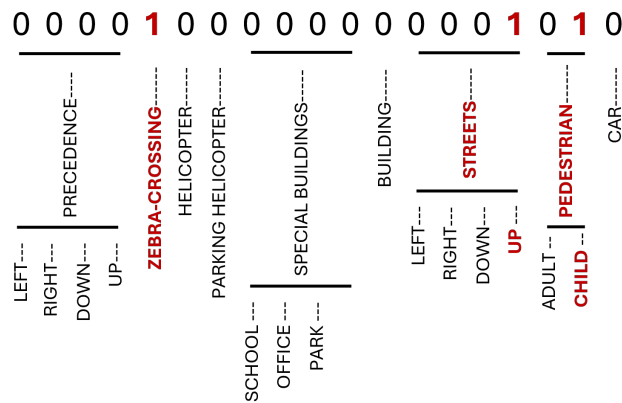 0 0 0 0 1 0 0 0 0 0 0 0 0 0 0 1 0 1 0
PRECEDENCE
ZEBRA-CROSSING
HELICOPTER
PARKING HELICOPTER
SPECIAL BUILDINGS
BUILDING
STREETS
PEDESTRIAN
CAR
LEFT
RIGHT
DOWN
UP
SCHOOL
OFFICE
PARK
LEFT
RIGHT
DOWN
UP
ADULT
CHILD